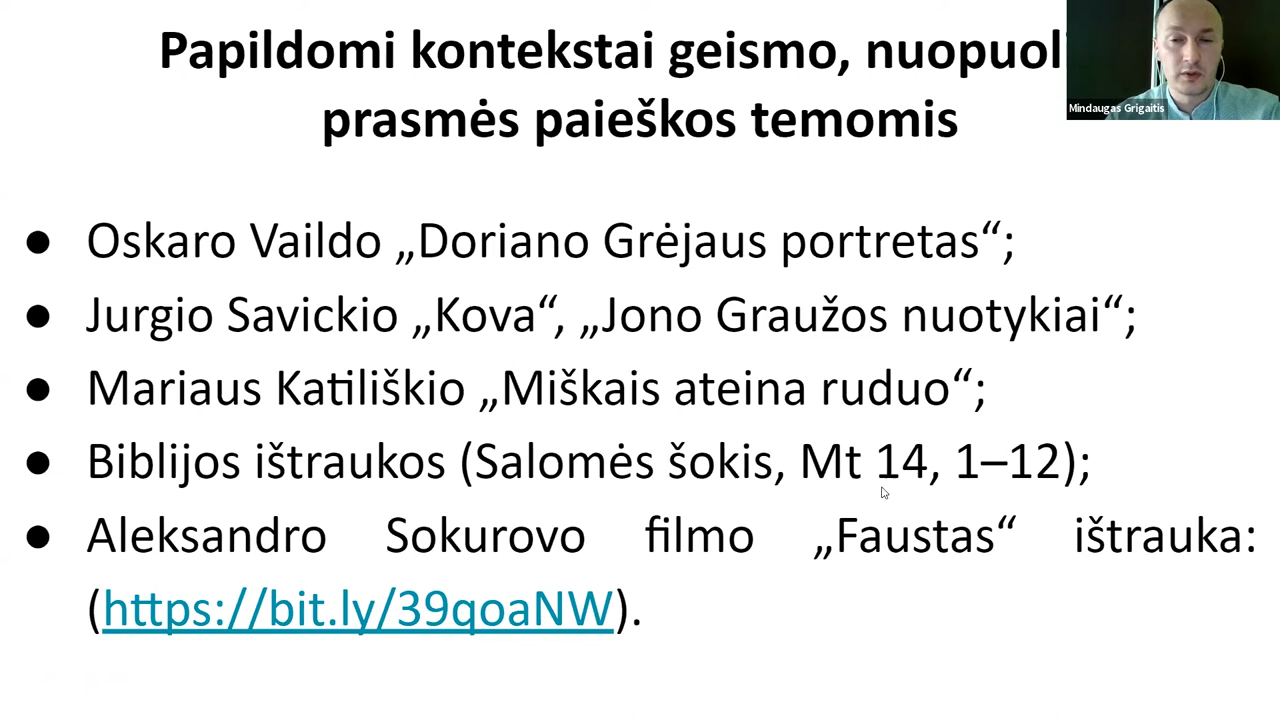 Papildomi kontekstai geismo, nuopuoli
prasmės paieškos temomis
Mindaugas Grigaitis
● Oskaro Vaildo „Doriano Grėjaus portretas“;
● Jurgio Savickio „Kova“, „Jono Graužos nuotykiai“;
● Mariaus Katiliškio „Miškais ateina ruduo“;
● Biblijos ištraukos (Salomės šokis, Mt 14, 1–12);
● Aleksandro Sokurovo filmo „Faustas“ ištrauka:
(https://bit.ly/39qoaNW).